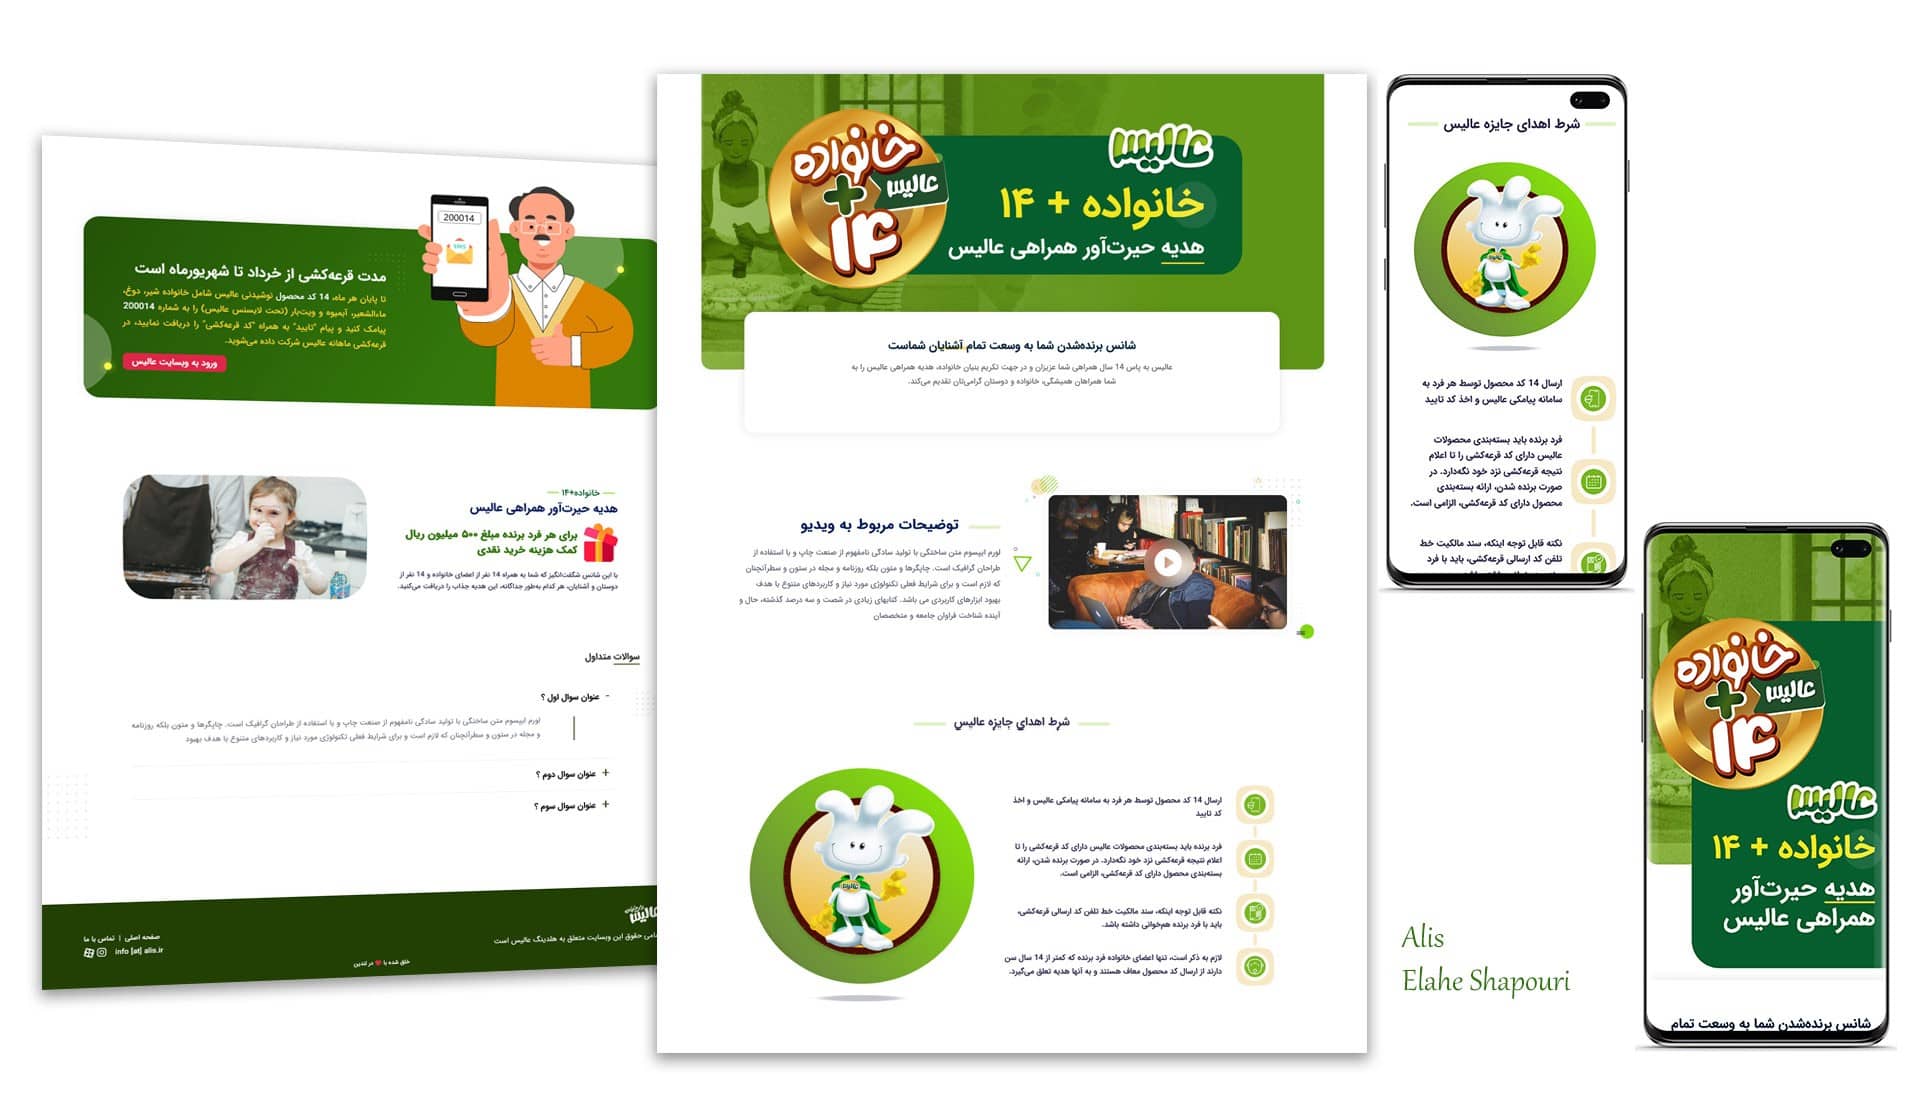 200014
SMS
مدت قرعه‌کشی از خرداد تا شهریورماه است
تا پایان هر ماه، 14 کد محصول نوشیدنی عالیس شامل خانواده شیر، دوغ،
ماءالشعیر، آبمیوه و ویت‌بار (تحت لایسنس عالیس) را به شماره 200014
پیامک کنید و پیام "تایید" به همراه "کد قرعه‌کشی" را دریافت نمایید، در
قرعه‌کشی ماهانه عالیس شرکت داده می‌شوید.
ورود به وبسایت عالیس
خانواده+۱۴
هدیه حیرت‌آور همراهی عالیس
برای هر فرد برنده مبلغ ۵۰۰ میلیون ریال
کمک هزینه خرید نقدی
با این شانس شگفت‌انگیز که شما به همراه 14 نفر از اعضای خانواده و 14 نفر از
دوستان و آشنایان، هر کدام به‌طور جداگانه، این هدیه جذاب را دریافت می‌کنید.
سوالات متداول
- عنوان سوال اول ؟
لورم ایپسوم متن ساختگی با تولید سادگی نامفهوم از صنعت چاپ و با استفاده از طراحان گرافیک است. چاپگرها و متون بلکه روزنامه
و مجله در ستون و سطرآنچنان که لازم است و برای شرایط فعلی تکنولوژی مورد نیاز و کاربردهای متنوع با هدف بهبود
+ عنوان سوال دوم ؟
+ عنوان سوال سوم ؟
عالیس
حقوق این وبسایت متعلق به هلدینگ عالیس است
صفحه اصلی | تماس با ما
info [at] alis.ir
خلق شده با ❤ در لندین
خانواده
عالیس
+
۱۴
عالیس
خانواده + ۱۴
هدیه حیرت‌آور همراهی عالیس
شانس برنده‌شدن شما به وسعت تمام آشنایان شماست
عالیس به پاس 14 سال همراهی شما عزیزان و در جهت تکریم بنیان خانواده، هدیه همراهی عالیس را به
شما همراهان همیشگی، خانواده و دوستان گرامی‌تان تقدیم می‌کند.
توضیحات مربوط به ویدیو
لورم ایپسوم متن ساختگی با تولید سادگی نامفهوم از صنعت چاپ و با استفاده از
طراحان گرافیک است. چاپگرها و متون بلکه روزنامه و مجله در ستون و سطرآنچنان
که لازم است و برای شرایط فعلی تکنولوژی مورد نیاز و کاربردهای متنوع با هدف
بهبود ابزارهای کاربردی می باشد. کتابهای زیادی در شصت و سه درصد گذشته، حال و
آینده شناخت فراوان جامعه و متخصصان
شرط اهدای جایزه عالیس
عالیس
ارسال 14 کد محصول توسط هر فرد به سامانه پیامکی عالیس و اخذ
کد تایید
فرد برنده باید بسته‌بندی محصولات عالیس دارای کد قرعه‌کشی را تا
اعلام نتیجه قرعه‌کشی نزد خود نگه‌دارد. در صورت برنده شدن، ارائه
بسته‌بندی محصول دارای کد قرعه‌کشی، الزامی است.
نکته قابل توجه اینکه، سند مالکیت خط تلفن کد ارسالی قرعه‌کشی،
باید با فرد برنده هم‌خوانی داشته باشد.
لازم به ذکر است، تنها اعضای خانواده فرد برنده که کمتر از 14 سال سن
دارند از ارسال کد محصول معاف هستند و به آنها هدیه تعلق می‌گیرد.
شرط اهدای جایزه عالیس
عالیس
ارسال 14 کد محصول توسط هر فرد به
سامانه پیامکی عالیس و اخذ کد تایید
فرد برنده باید بسته‌بندی محصولات
عالیس دارای کد قرعه‌کشی را تا اعلام
نتیجه قرعه‌کشی نزد خود نگه‌دارد. در
صورت برنده شدن، ارائه بسته‌بندی
محصول دارای کد قرعه‌کشی، الزامی است.
نکته قابل توجه اینکه، سند مالکیت خط
تلفن کد ارسالی قرعه‌کشی، باید با فرد
خانواده
عالیس
+
۱۴
عالیس
خانواده + ۱۴
هدیه حیرت‌آور
همراهی عالیس
شانس برنده‌شدن شما به وسعت تمام
Alis
Elahe Shapouri